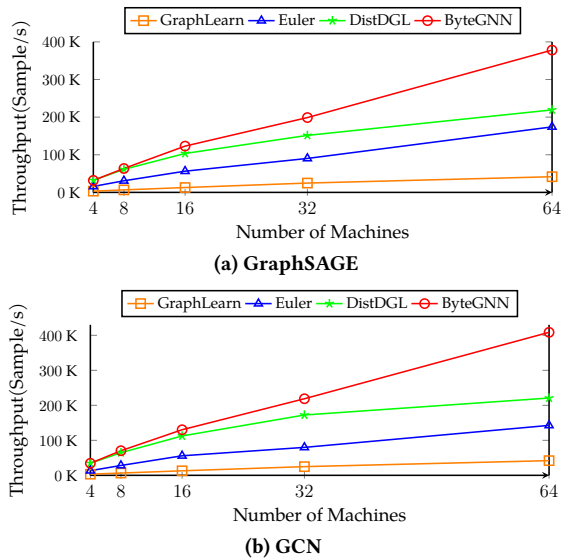 GraphLearn Euler DistDGL ByteGNN
Throughput(Sample/s)
400 K
300 K
200 K
100 K
0 K
4 8 16 32 64
Number of Machines
(a) GraphSAGE
GraphLearn Euler DistDGL ByteGNN
Throughput(Sample/s)
400 K
300 K
200 K
100 K
0 K
4 8 16 32 64
Number of Machines
(b) GCN